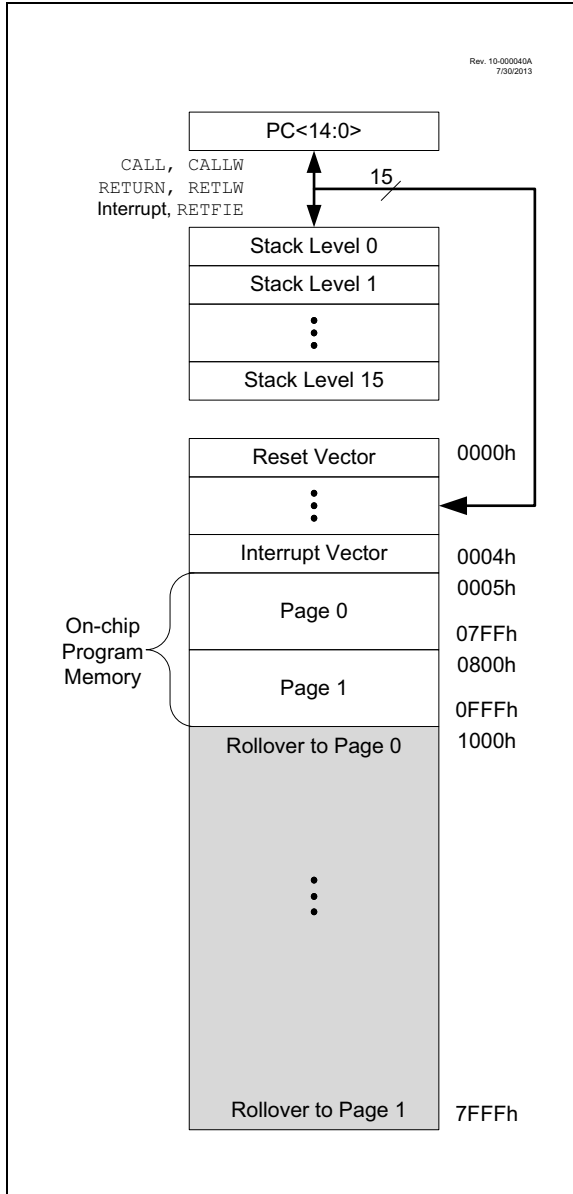 Rev. 10-000040A
7/30/2013
PC<14:0>
CALL, CALLW
RETURN, RETLW
Interrupt, RETFIE
15
Stack Level 0
Stack Level 1
Stack Level 15
Reset Vector
0000h
Interrupt Vector
0004h
On-chip
Program
Memory
Page 0
0005h
07FFh
Page 1
0800h
0FFFh
Rollover to Page 0
1000h
Rollover to Page 1
7FFFh